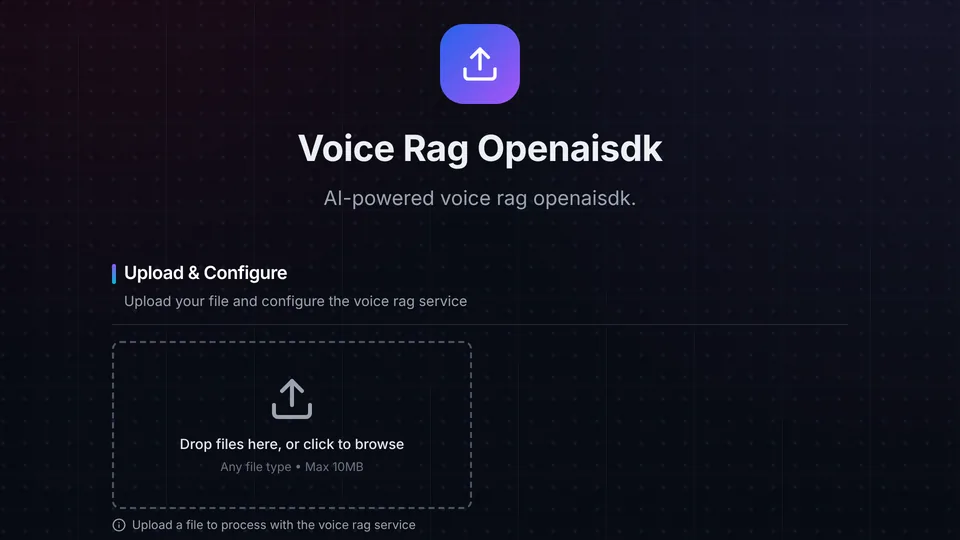 Voice Rag Openaisdk
AI-powered voice rag openaisdk.
Upload & Configure
Upload your file and configure the voice rag service
Drop files here, or click to browse
Any file type • Max 10MB
Upload a file to process with the voice rag service